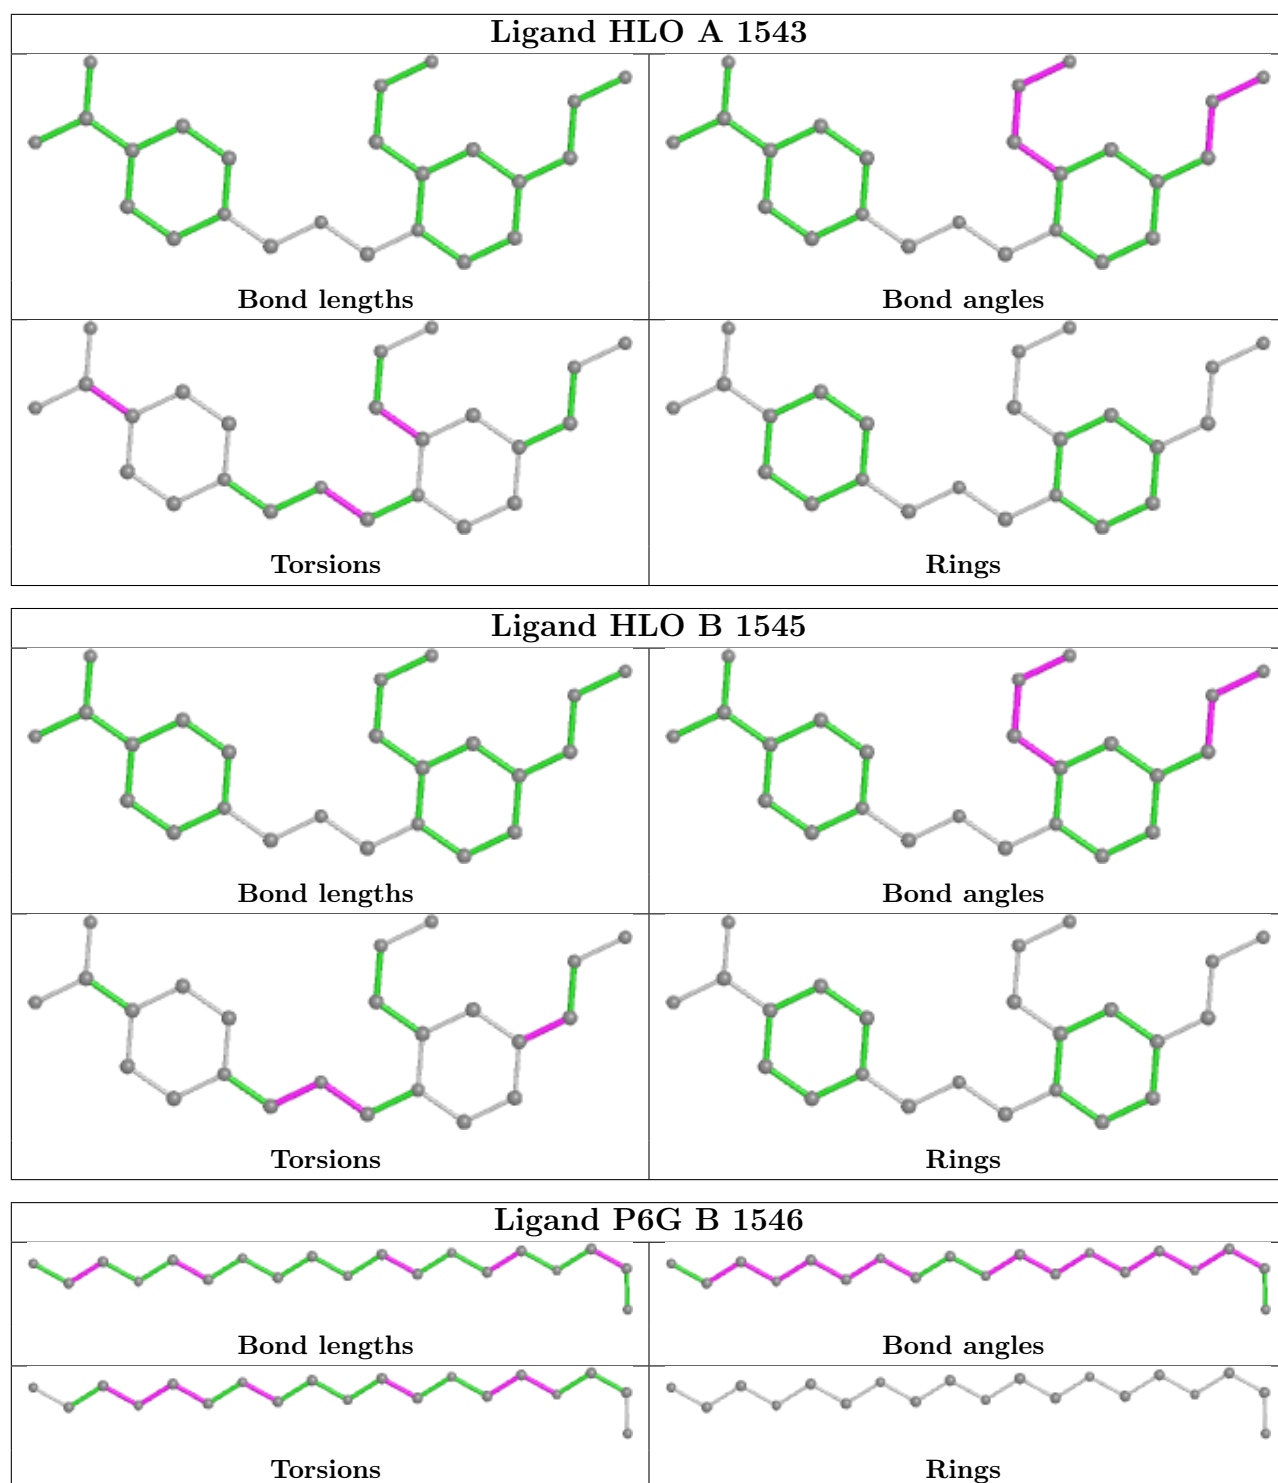 Ligand HLO A 1543
Bond lengths
Bond angles
Torsions
Rings
Ligand HLO B 1545
Bond lengths
Bond angles
Torsions
Rings
Ligand P6G B 1546
Bond lengths
Bond angles
Torsions
Rings